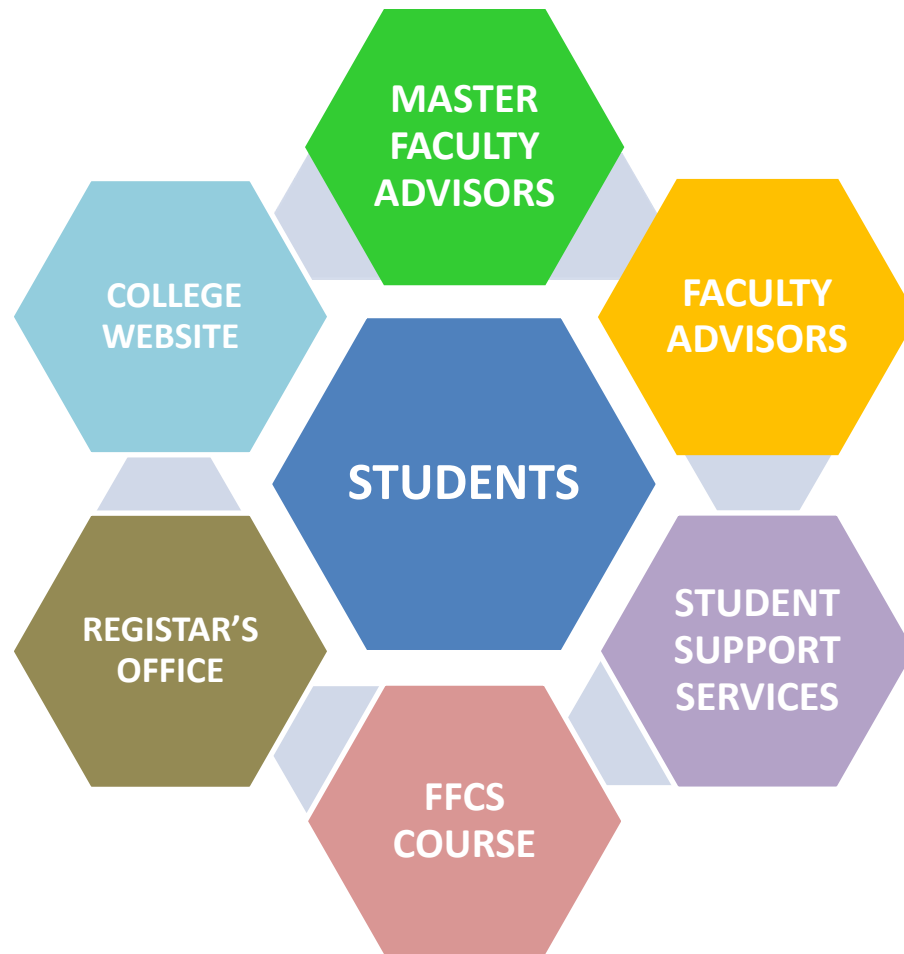 MASTER
FACULTY
ADVISORS
COLLEGE
WEBSITE
FACULTY
ADVISORS
STUDENTS
REGISTAR'S
OFFICE
STUDENT
SUPPORT
SERVICES
FFCS
COURSE